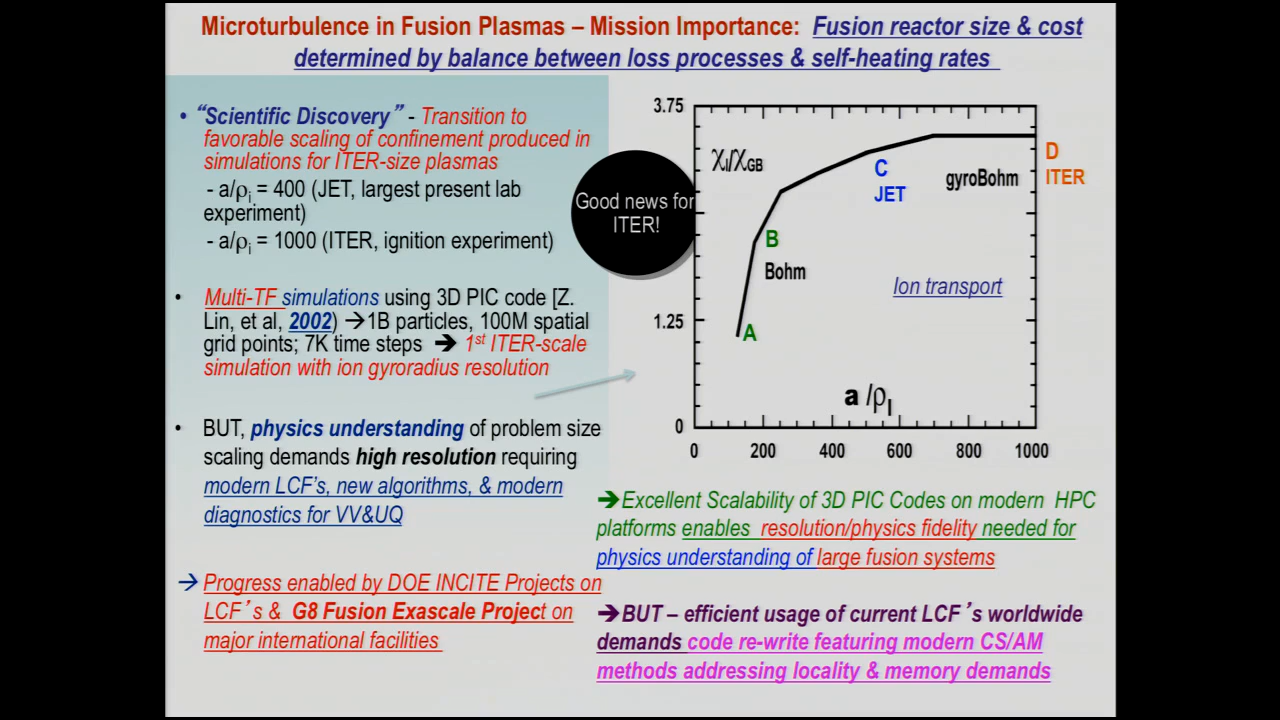 Microturbulence in Fusion Plasmas – Mission Importance: Fusion reactor size & cost
determined by balance between loss processes & self-heating rates
• “Scientific Discovery” - Transition to
favorable scaling of confinement produced in
simulations for ITER-size plasmas
- a/ρi = 400 (JET, largest present lab
experiment)
- a/ρi = 1000 (ITER, ignition experiment)
• Multi-TF simulations using 3D PIC code [Z.
Lin, et al, 2002) →1B particles, 100M spatial
grid points; 7K time steps ➔ 1st ITER-scale
simulation with ion gyroradius resolution
• BUT, physics understanding of problem size
scaling demands high resolution requiring
modern LCF’s, new algorithms, & modern
diagnostics for VV&UQ
→ Progress enabled by DOE INCITE Projects on
LCF’s & G8 Fusion Exascale Project on
major international facilities
Good news for
ITER!
3.75
χI/χGB
D
ITER
C
JET
gyroBohm
B
Bohm
Ion transport
1.25
A
a /ρI
0
0 200 400 600 800 1000
➔Excellent Scalability of 3D PIC Codes on modern HPC
platforms enables resolution/physics fidelity needed for
physics understanding of large fusion systems
➔BUT – efficient usage of current LCF’s worldwide
demands code re-write featuring modern CS/AM
methods addressing locality & memory demands